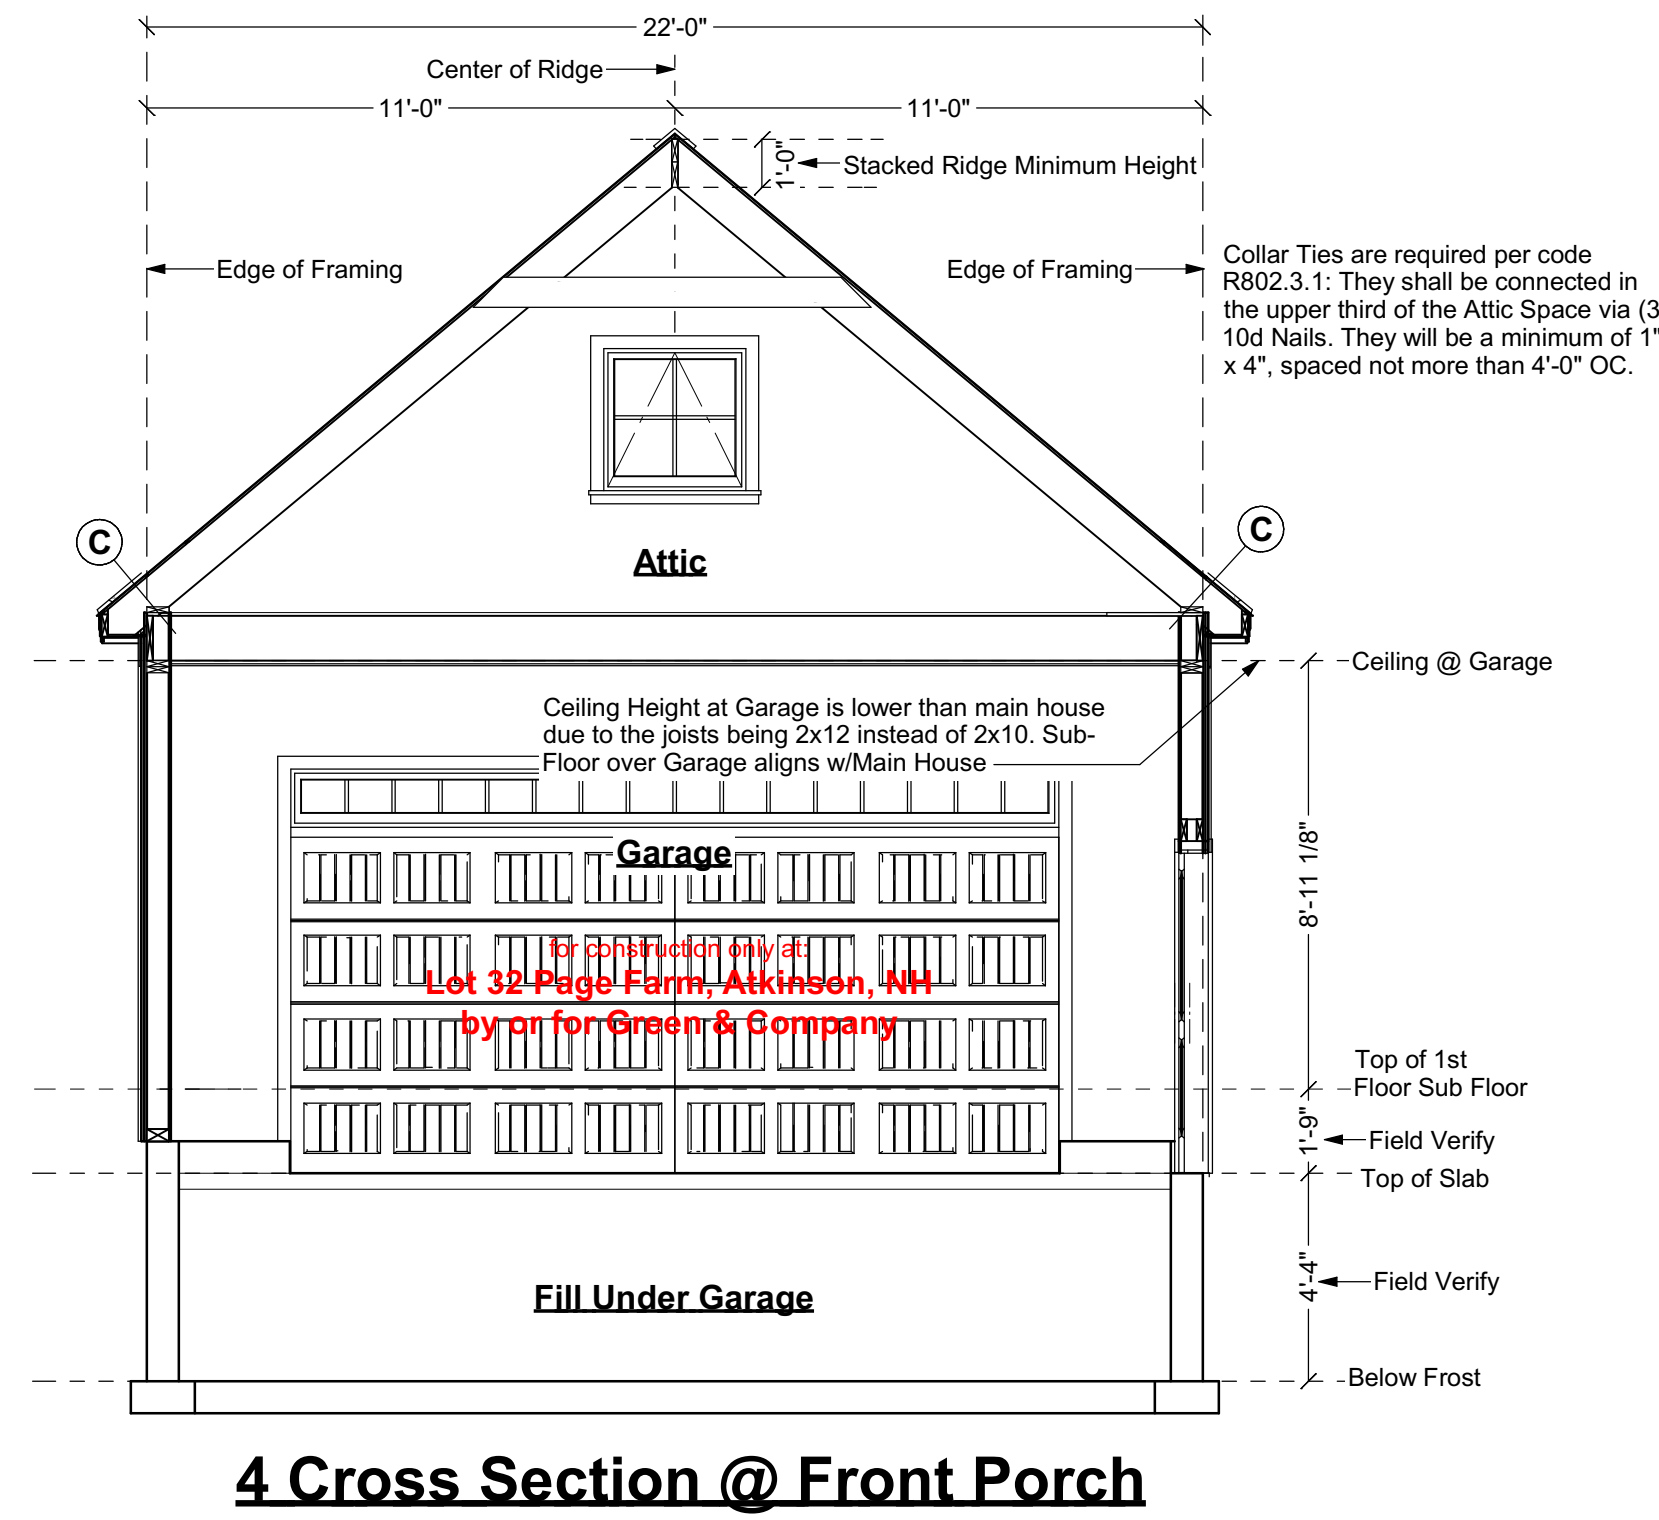 22'-0"
Center of Ridge
11'-0"
11'-0"
1'-0"
Stacked Ridge Minimum Height
Edge of Framing
Edge of Framing
Collar Ties are required per code
R802.3.1: They shall be connected in
the upper third of the Attic Space via (3
10d Nails. They will be a minimum of 1"
x 4", spaced not more than 4'-0" OC.
C
C
Attic
Ceiling @ Garage
Ceiling Height at Garage is lower than main house
due to the joists being 2x12 instead of 2x10. Sub-
Floor over Garage aligns w/Main House
8'-11 1/8"
Garage
for construction only at:
Lot 32 Page Farm, Atkinson, NH
by or for Green & Company
Top of 1st
Floor Sub Floor
1'-9"
Field Verify
Top of Slab
4'-4"
Field Verify
Fill Under Garage
Below Frost
4 Cross Section @ Front Porch